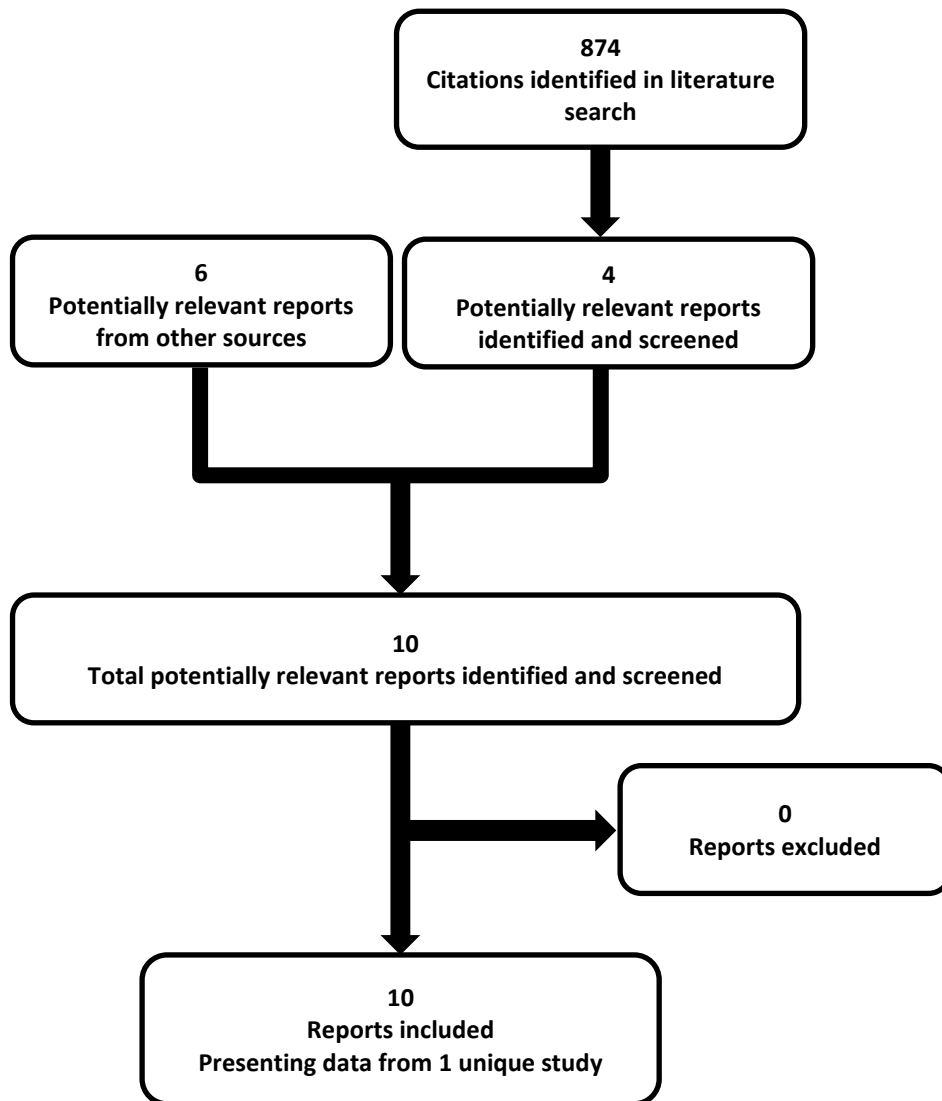 874
Citations identified in literature
search
6
Potentially relevant reports
from other sources
4
Potentially relevant reports
identified and screened
10
Total potentially relevant reports identified and screened
0
Reports excluded
10
Reports included
Presenting data from 1 unique study